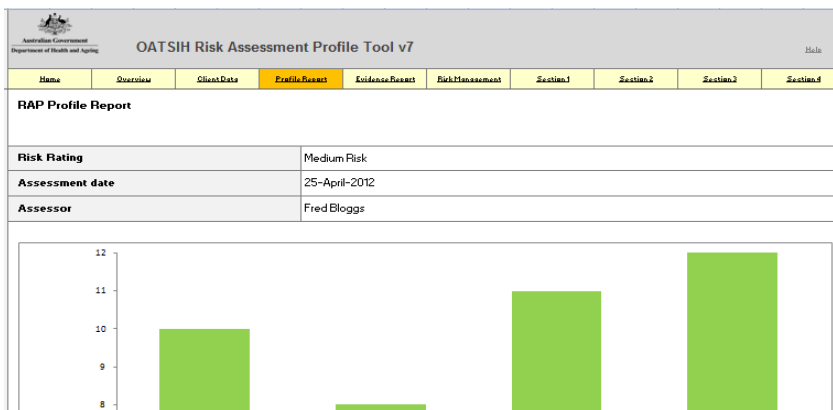 Australian Government
Department of Health and Ageing
OATSIH Risk Assessment Profile Tool v7
Help
Home Overview Client Data Profile Report Evidence Report Risk Management Section 1 Section 2 Section 3 Section 4
RAP Profile Report
Risk Rating Medium Risk
Assessment date 25-April-2012
Assessor Fred Bloggs
12
11
10
9
8